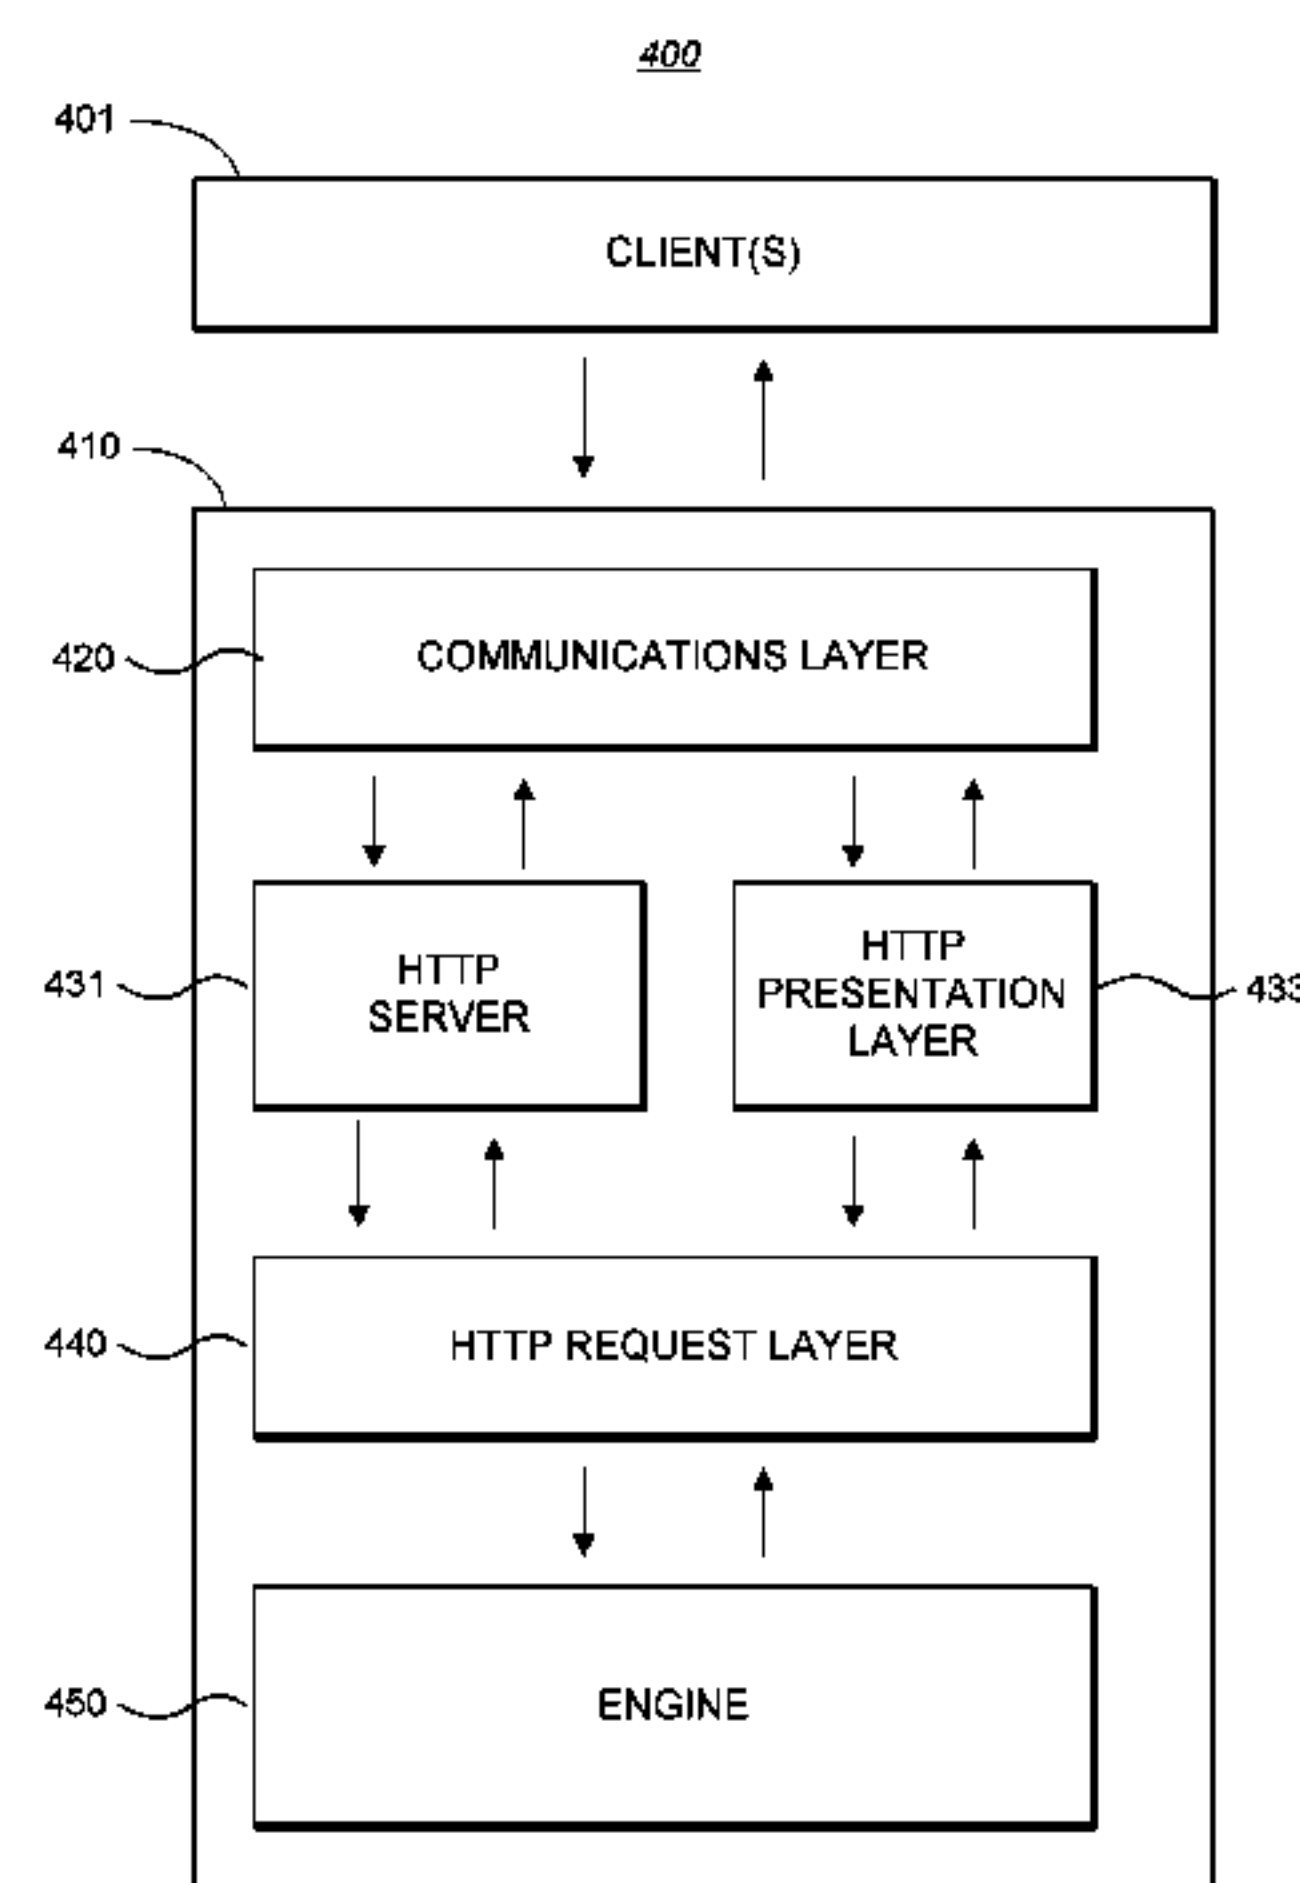 400
401
CLIENT(S)
410
420
COMMUNICATIONS LAYER
431
HTTP
SERVER
HTTP
PRESENTATION
LAYER
433
440
HTTP REQUEST LAYER
450
ENGINE